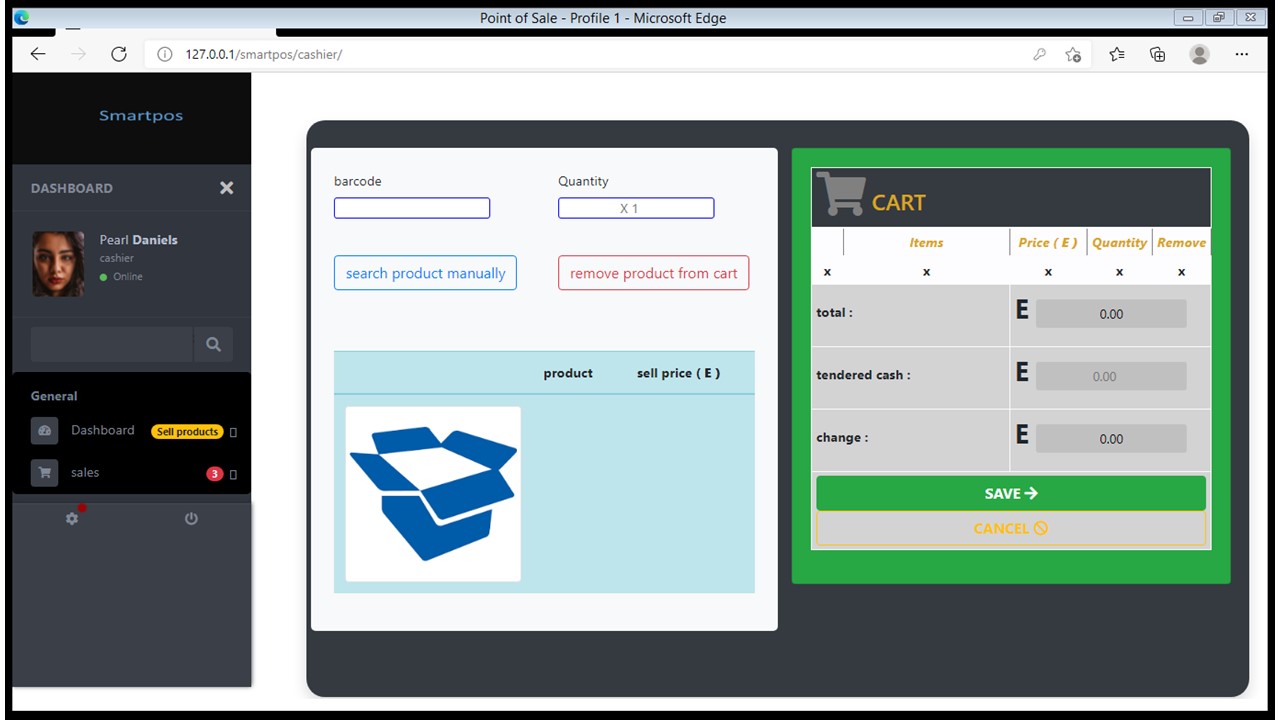 Point of Sale - Profile 1 - Microsoft Edge
127.0.0.1/smartpos/cashier/
Smartpos
DASHBOARD
Pearl Daniels
cashier
Online
General
Dashboard Sell products
sales 3
barcode
Quantity
X 1
search product manually
remove product from cart
product sell price ( E )
CART
Items Price ( E ) Quantity Remove
x x x x x
total : E 0.00
tendered cash : E 0.00
change : E 0.00
SAVE
CANCEL